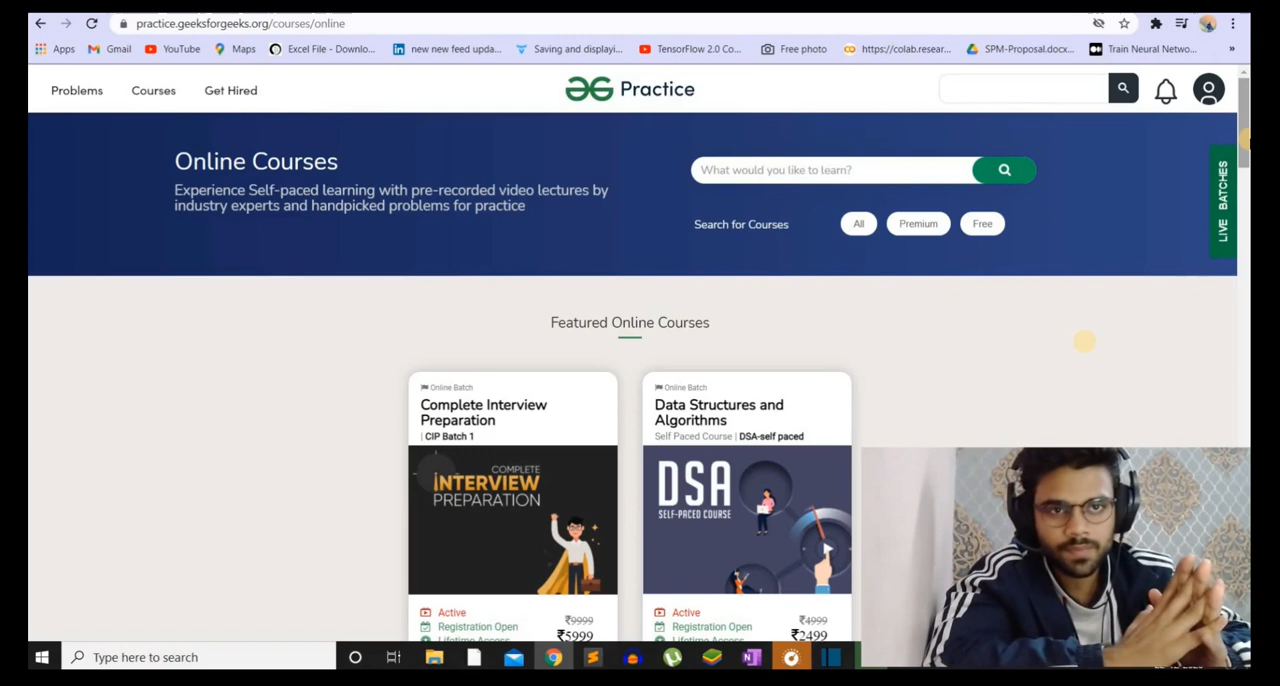 practice.geeksforgeeks.org/courses/online
Apps Gmail YouTube Maps Excel File - Downlo... new new feed upda... Saving and displayi... TensorFlow 2.0 Co... Free photo https://colab.resear... SPM-Proposal.docx... Train Neural Netwo... »
Problems Courses Get Hired
Practice
Online Courses
Experience Self-paced learning with pre-recorded video lectures by
industry experts and handpicked problems for practice
What would you like to learn?
Search for Courses All Premium Free
LIVE BATCHES
Featured Online Courses
Online Batch
Complete Interview
Preparation
| CIP Batch 1
COMPLETE
INTERVIEW
PREPARATION
Active
Registration Open
Lifetime Access
₹9999
₹5999
Online Batch
Data Structures and
Algorithms
Self Paced Course | DSA-self paced
DSA
SELF-PACED COURSE
Active
Registration Open
Lifetime Access
₹4999
₹2499
Type here to search